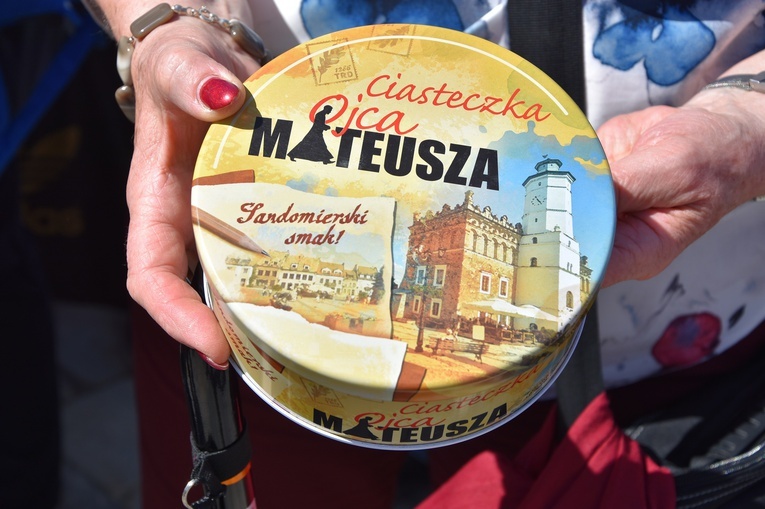 Ciasteczka
Ojca
MATEUSZA
Sandomierski
smak!
Ciasteczka
Ojca
MATEUSZA